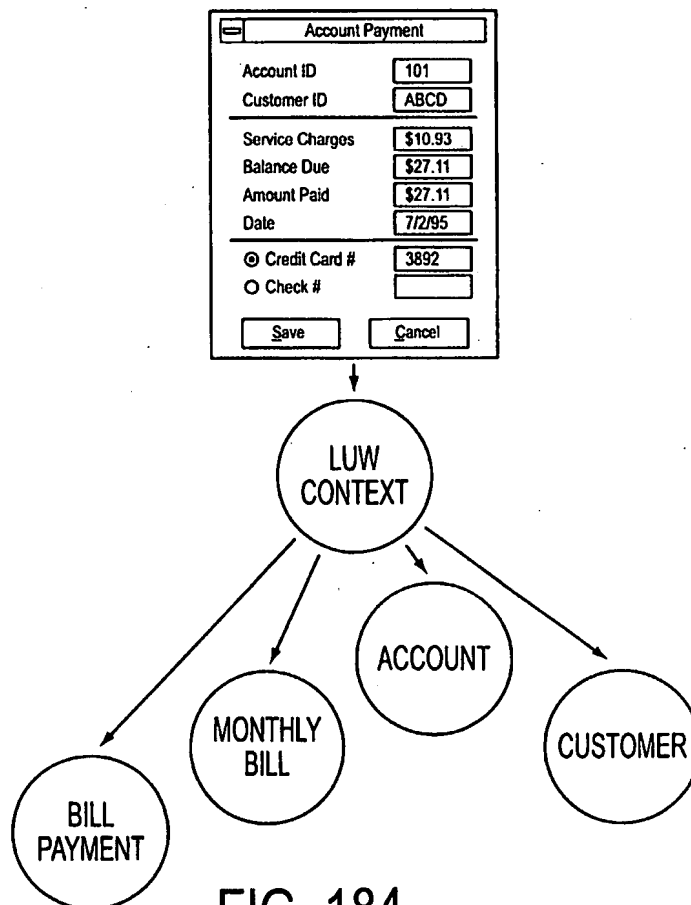 Account Payment
Account ID 101
Customer ID ABCD
Service Charges $10.93
Balance Due $27.11
Amount Paid $27.11
Date 7/2/95
Credit Card # 3892
Check #
Save Cancel
LUW
CONTEXT
ACCOUNT
MONTHLY
BILL
CUSTOMER
BILL
PAYMENT
FIG. 184